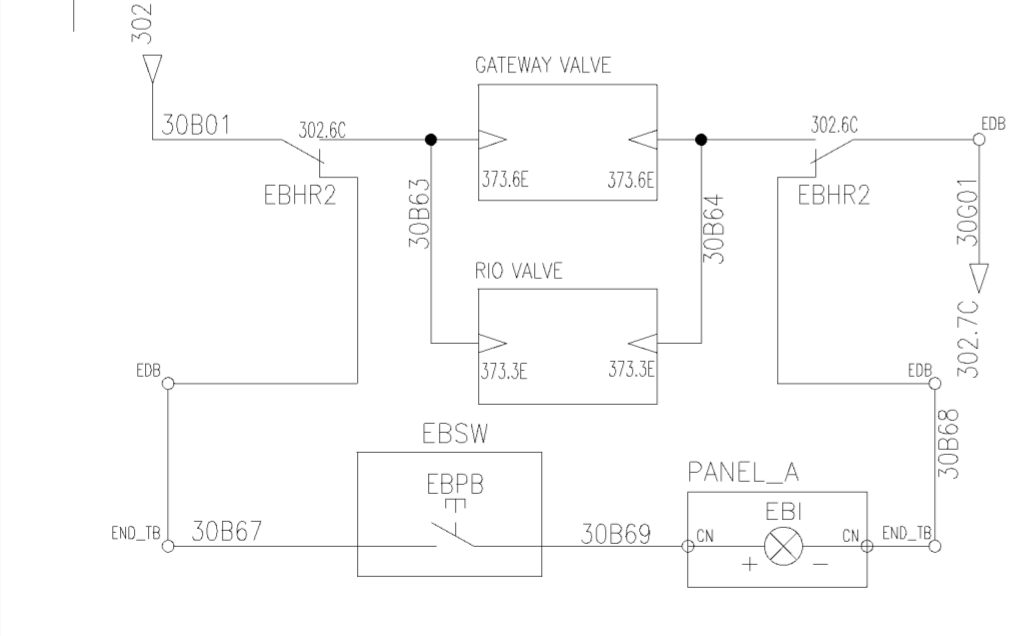 302
GATEWAY VALVE
30B01
302.6C
302.6C
EDB
373.6E
373.6E
EBHR2
EBHR2
30B63
30B64
30G01
RIO VALVE
302.7C
373.3E
373.3E
EDB
EDB
30B68
EBSW
PANEL_A
EBPB
EBI
END_TB
30B67
30B69
CN
CN
END_TB
+
−